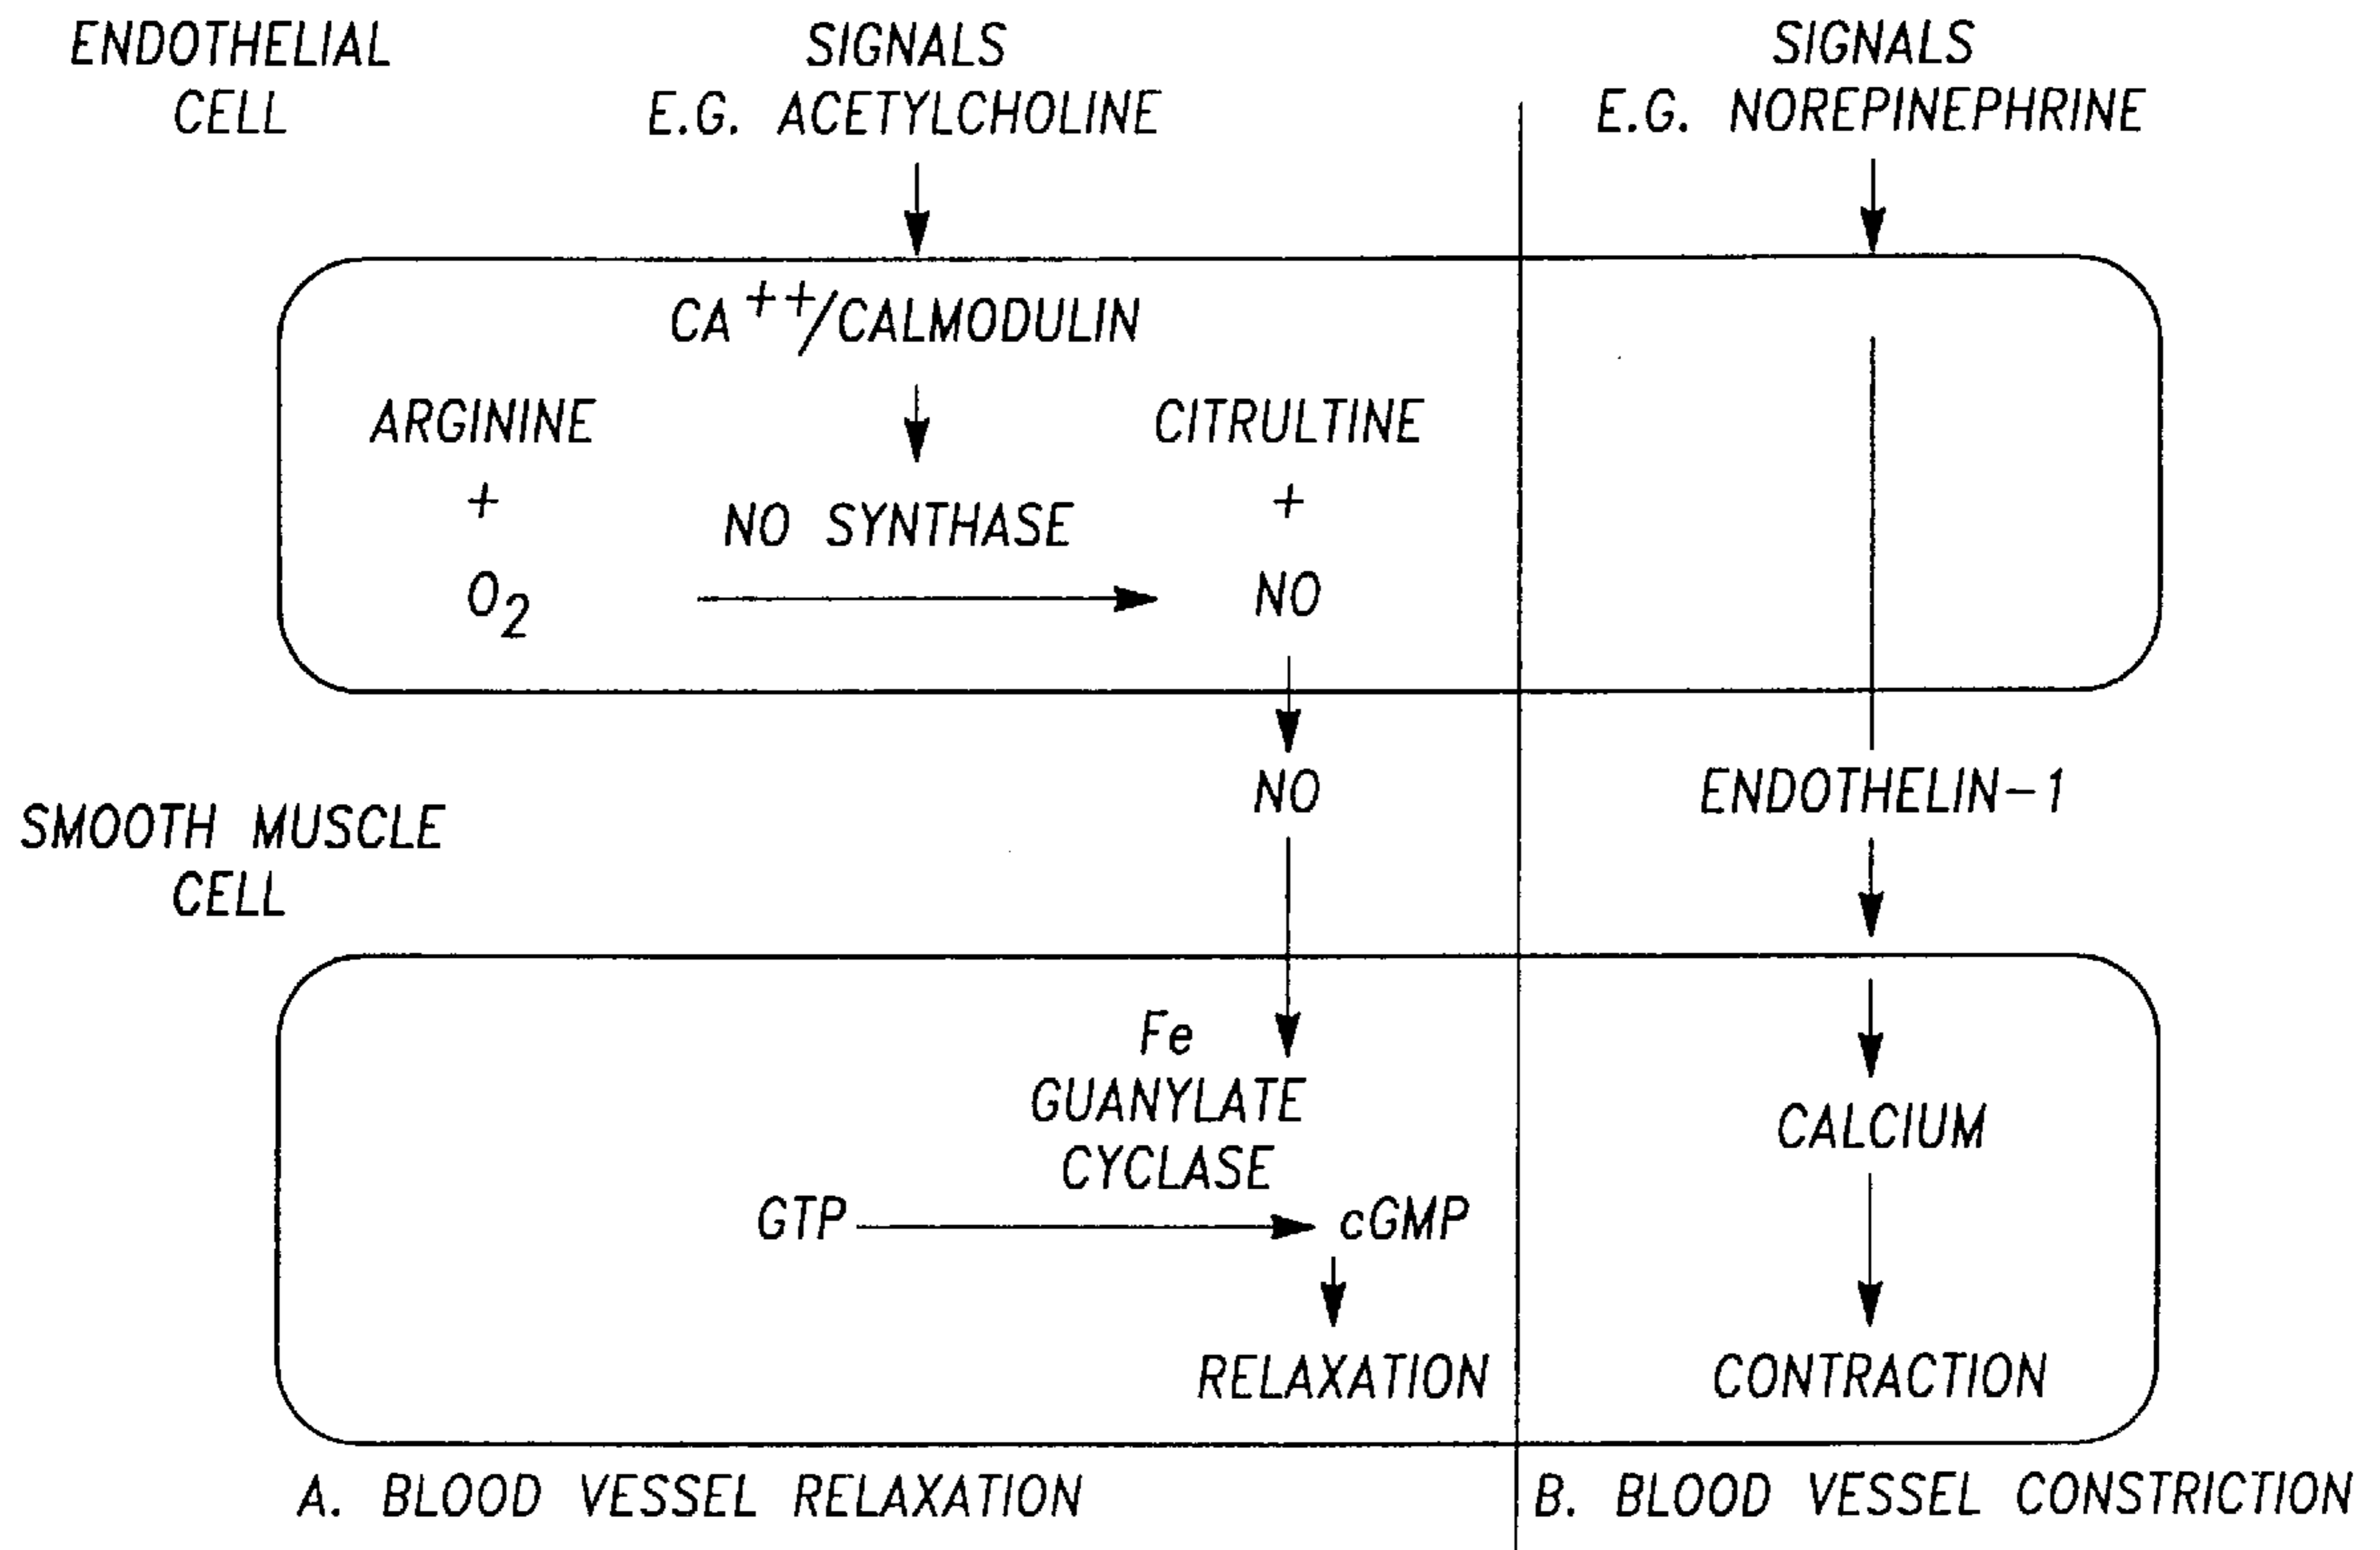 ENDOTHELIAL
CELL
SIGNALS
E.G. ACETYLCHOLINE
SIGNALS
E.G. NOREPINEPHRINE
CA++/CALMODULIN
ARGININE
+
O2
NO SYNTHASE
CITRULTINE
+
NO
NO
ENDOTHELIN-1
SMOOTH MUSCLE
CELL
Fe
GUANYLATE
CYCLASE
GTP
cGMP
RELAXATION
CALCIUM
CONTRACTION
A. BLOOD VESSEL RELAXATION
B. BLOOD VESSEL CONSTRICTION